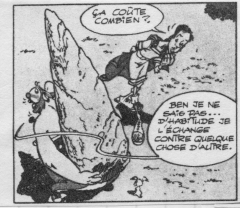 ÇA COÛTE
COMBIEN ?
BEN JE NE
SAIS PAS...
D'HABITUDE JE
L'ÉCHANGE
CONTRE QUELQUE
CHOSE D'AUTRE.